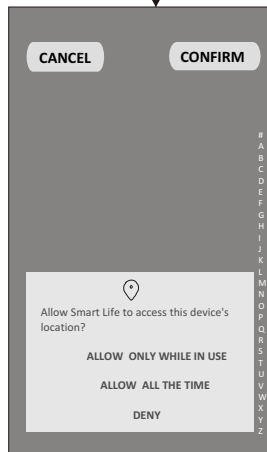 CANCEL
CONFIRM
#
A
B
C
D
E
F
G
H
I
J
K
L
M
N
O
P
Q
R
S
T
U
V
W
X
Y
Z
Allow Smart Life to access this device's
location?
ALLOW ONLY WHILE IN USE
ALLOW ALL THE TIME
DENY